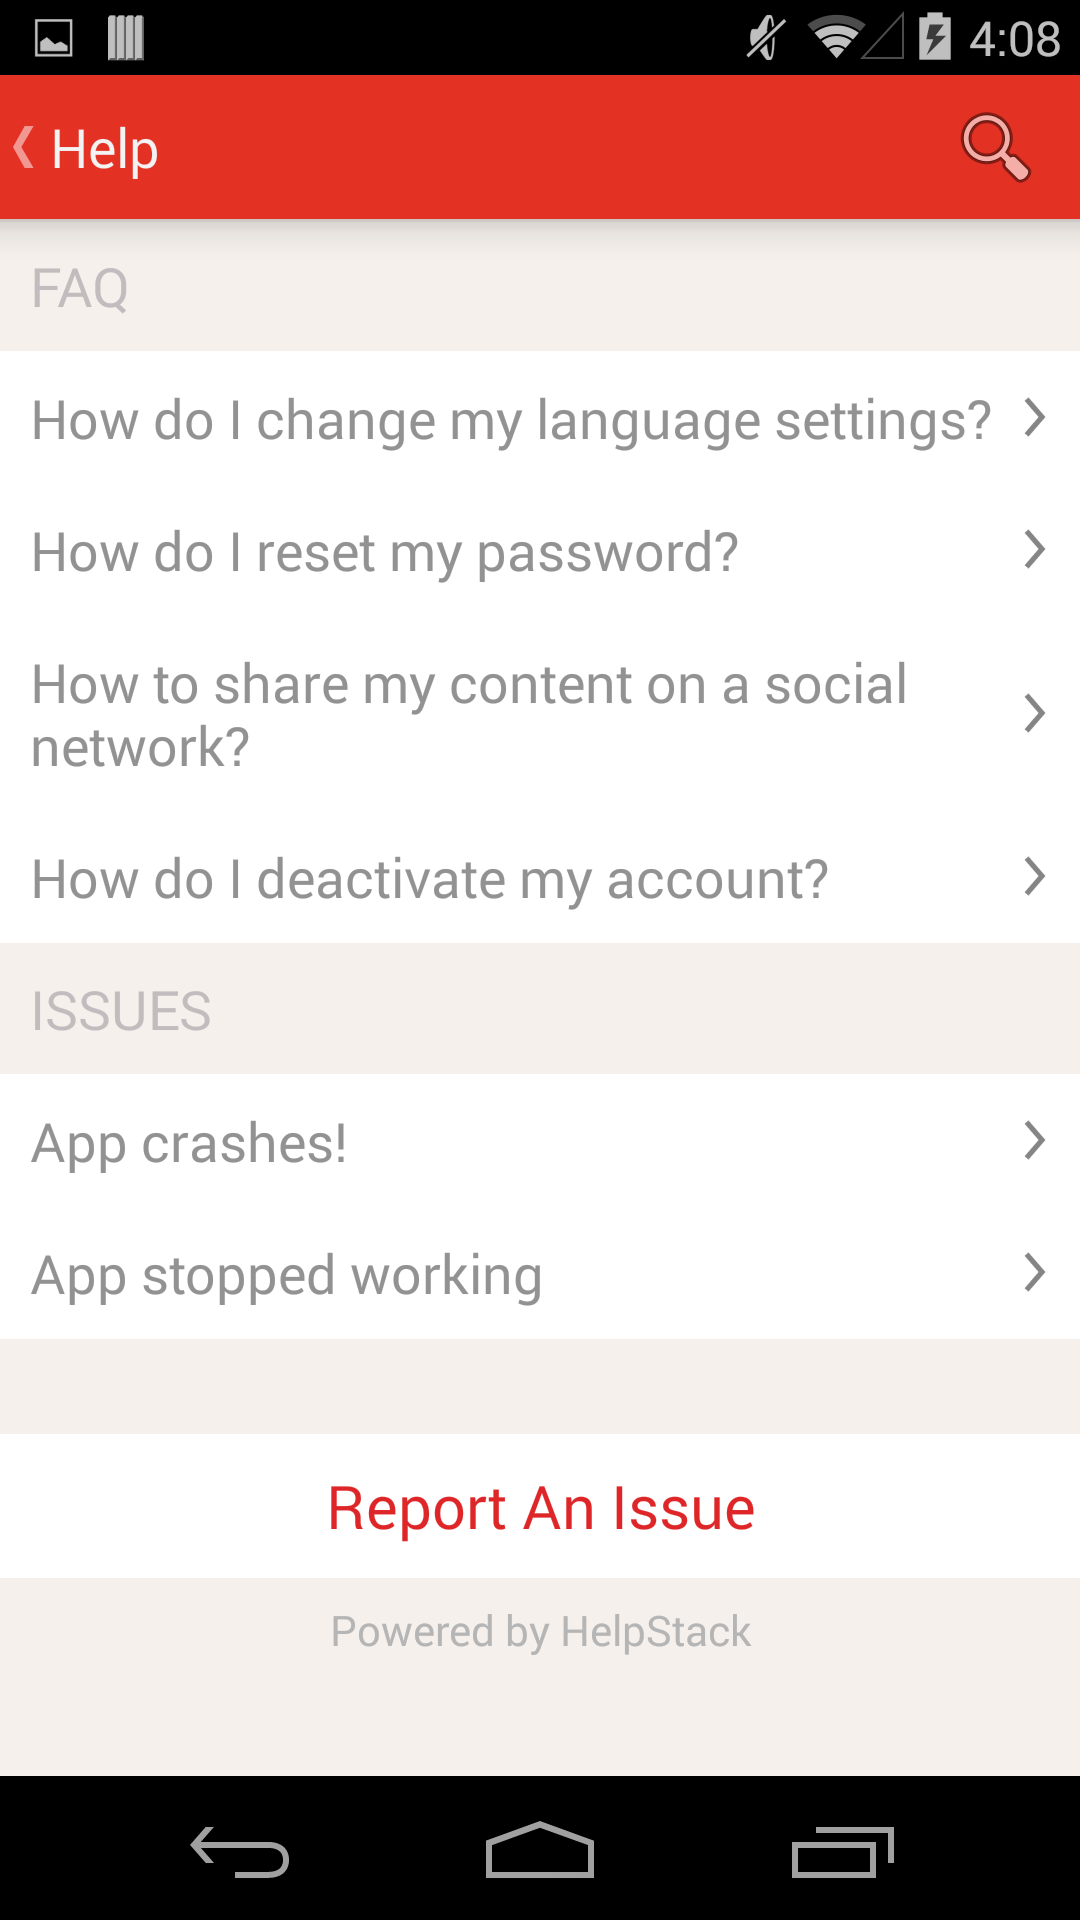 4:08
Help
FAQ
How do I change my language settings?
How do I reset my password?
How to share my content on a social
network?
How do I deactivate my account?
ISSUES
App crashes!
App stopped working
Report An Issue
Powered by HelpStack